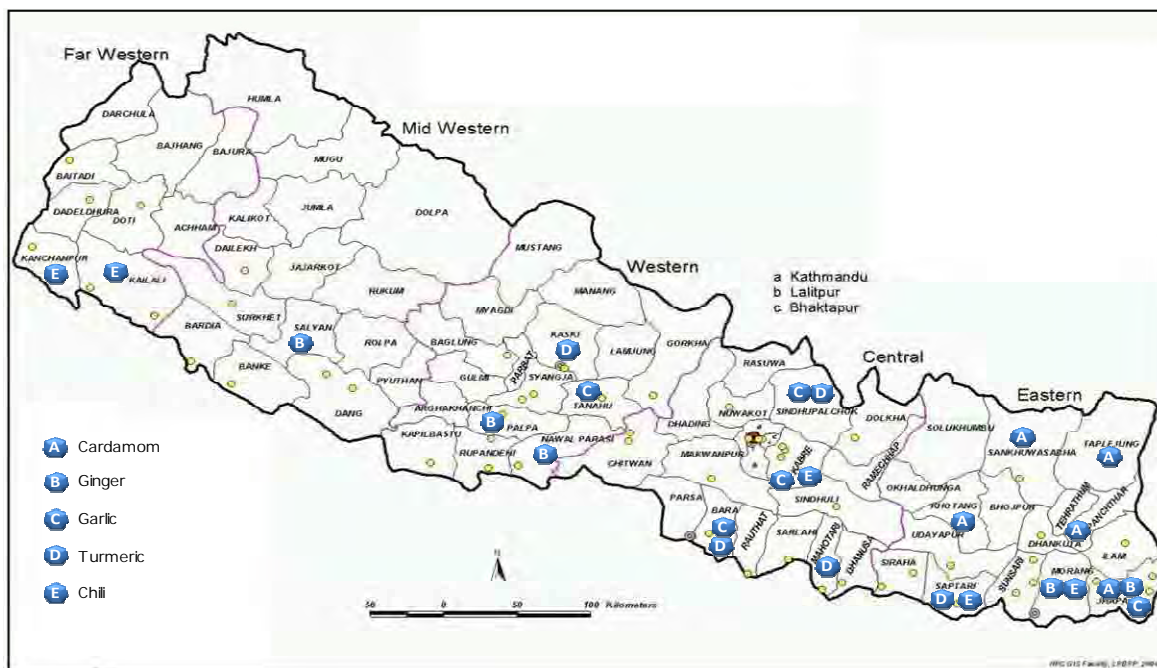 Far Western
HUMLA
DARCHULA
Mid Western
BAJHANG
BAJURA
MUGU
BAITADI
JUMLA
DOLPA
DADELDHURA
DOTI
ACHHAM
KALIKOT
MUSTANG
DAILEKH
KANCHANPUR
E
KAILALI
E
JAJARKOT
Western
a Kathmandu
b Lalitpur
c Bhaktapur
RUKUM
MANANG
MYAGDI
BARDIA
SURKHET
SALYAN
B
ROLPA
BAGLUNG
PARBAT
KASKI
D
LAMJUNG
GORKHA
RASUWA
Central
BANKE
PYUTHAN
GULMI
SYANGJA
C
TANAHU
NUWAKOT
C D
SINDHUPALCHOK
DOLKHA
Eastern
DANG
ARGHAKHANCHI
B
PALPA
DHADING
SOLUKHUMBU
A
SANKHUWASABHA
TAPLEJUNG
A
KAPILBASTU
RUPANDEHI
NAWAL PARASI
B
CHITWAN
MAKWANPUR
KABRE
C E
RAMECHHAP
OKHALDHUNGA
A Cardamom
B Ginger
C Garlic
D Turmeric
E Chili
PARSA
BARA
C
D
RAUTHAT
SARLAHI
SINDHULI
MAHOTARI
D
DHANUSA
KHOTANG
A
BHOJPUR
TEHRATHUM
PANCHTHAR
A
UDAYAPUR
DHANKUTA
ILAM
SIRAHA
SAPTARI
D E
SUNSARI
MORANG
B E
A B
JHAPA
C
N
50 0 50 100 Kilometers